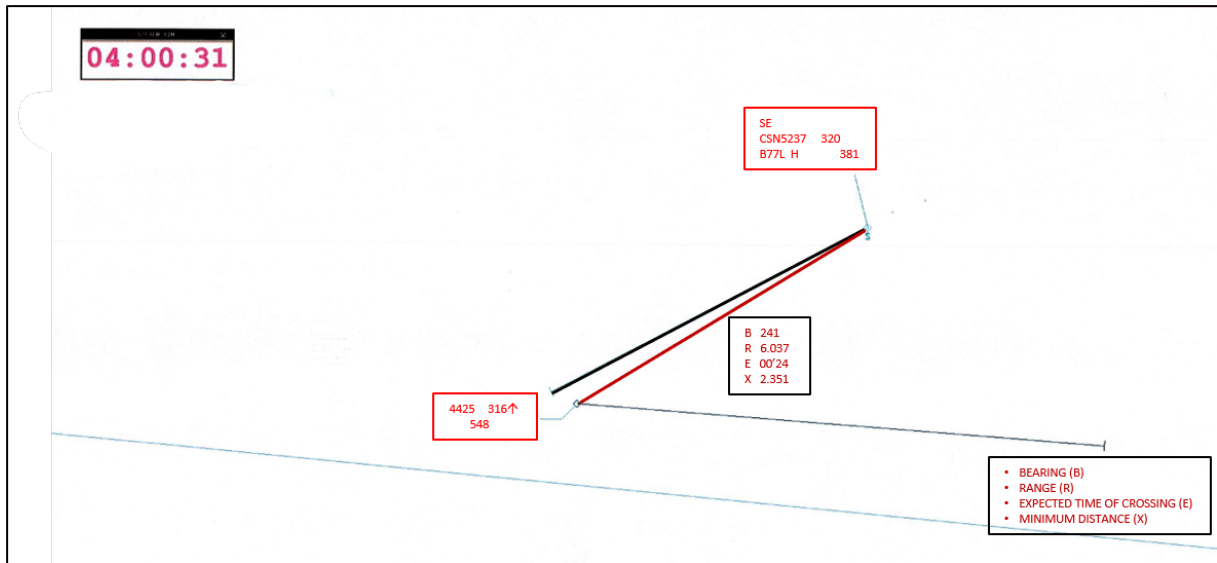 04:00:31
SE
CSN5237 320
B77L H 381
S
B 241
R 6.037
E 00'24
X 2.351
4425 316↑
548
• BEARING (B)
• RANGE (R)
• EXPECTED TIME OF CROSSING (E)
• MINIMUM DISTANCE (X)